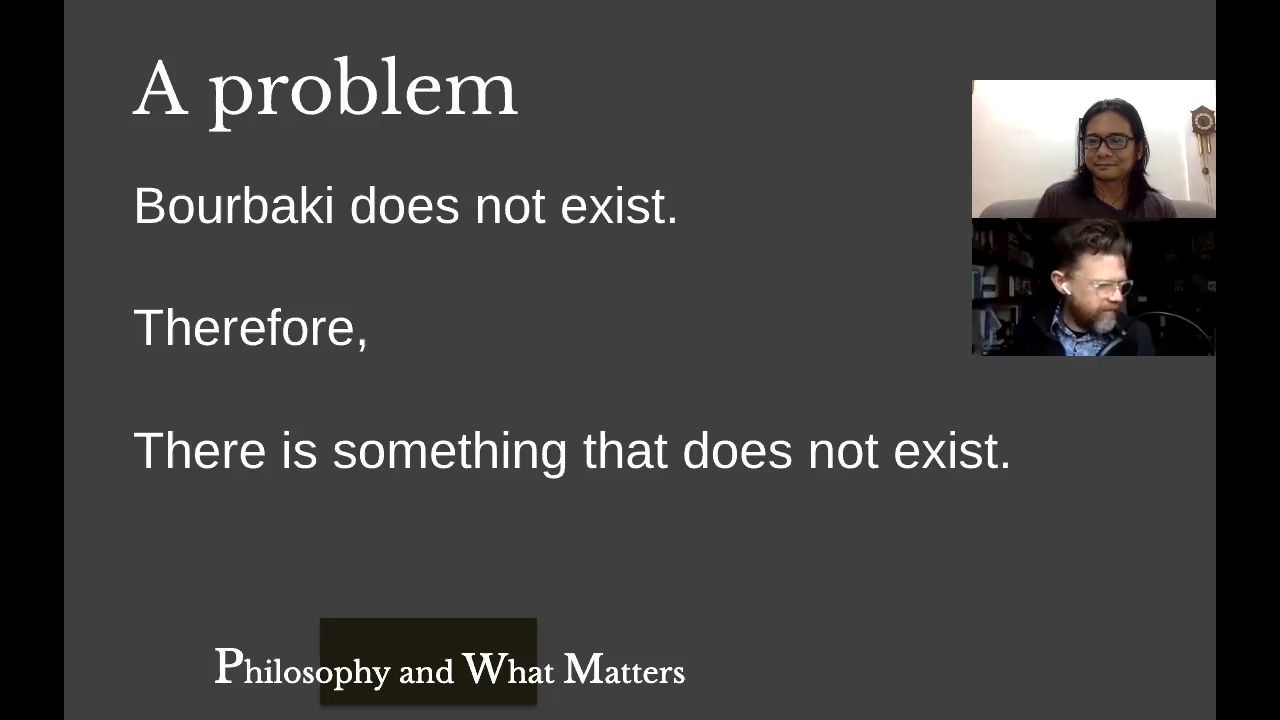 A problem
Bourbaki does not exist.
Therefore,
There is something that does not exist.
Philosophy and What Matters